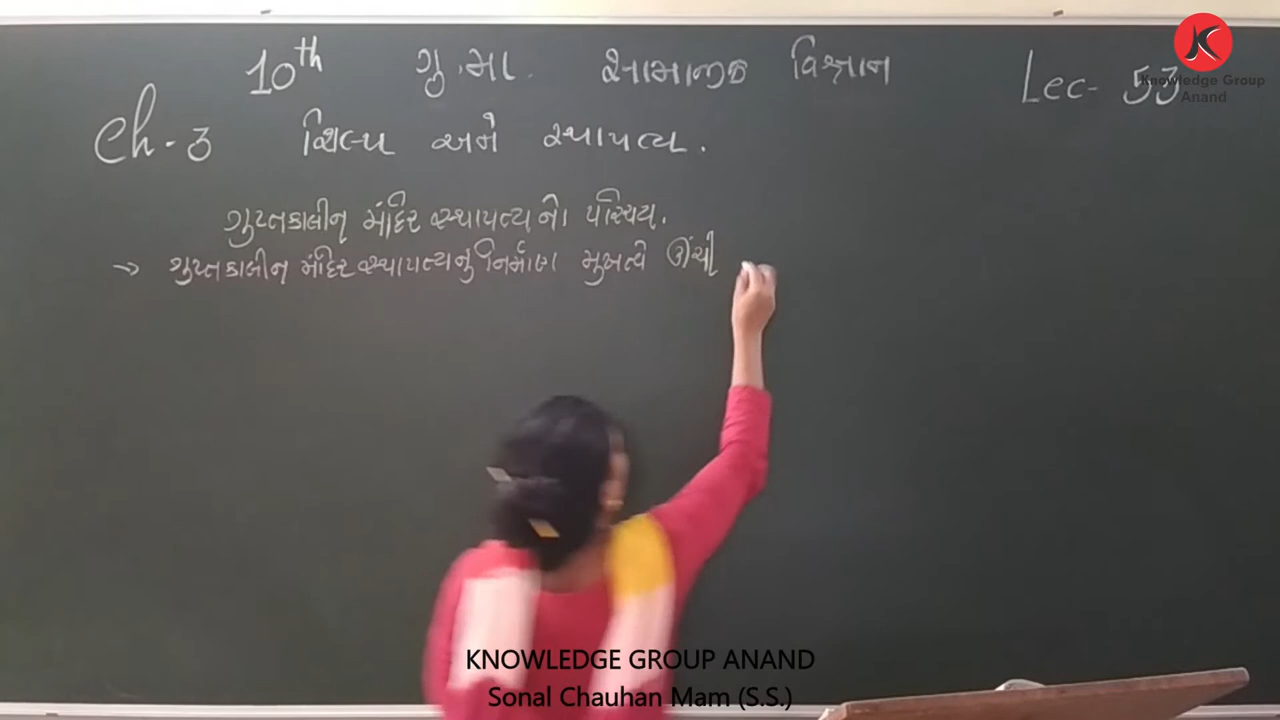 10th ગુ.મા. સામાજીક વિજ્ઞાન Lec- 53
Knowledge Group
Anand
Ch-3 શિલ્પ અને સ્થાપત્ય.
ગુપ્તકાલીન મંદિર સ્થાપત્યનો પરિચય.
→ ગુપ્તકાલીન મંદિર સ્થાપત્યનું નિર્માણ મુખત્વે ઊંચી
KNOWLEDGE GROUP ANAND
Sonal Chauhan Mam (S.S.)